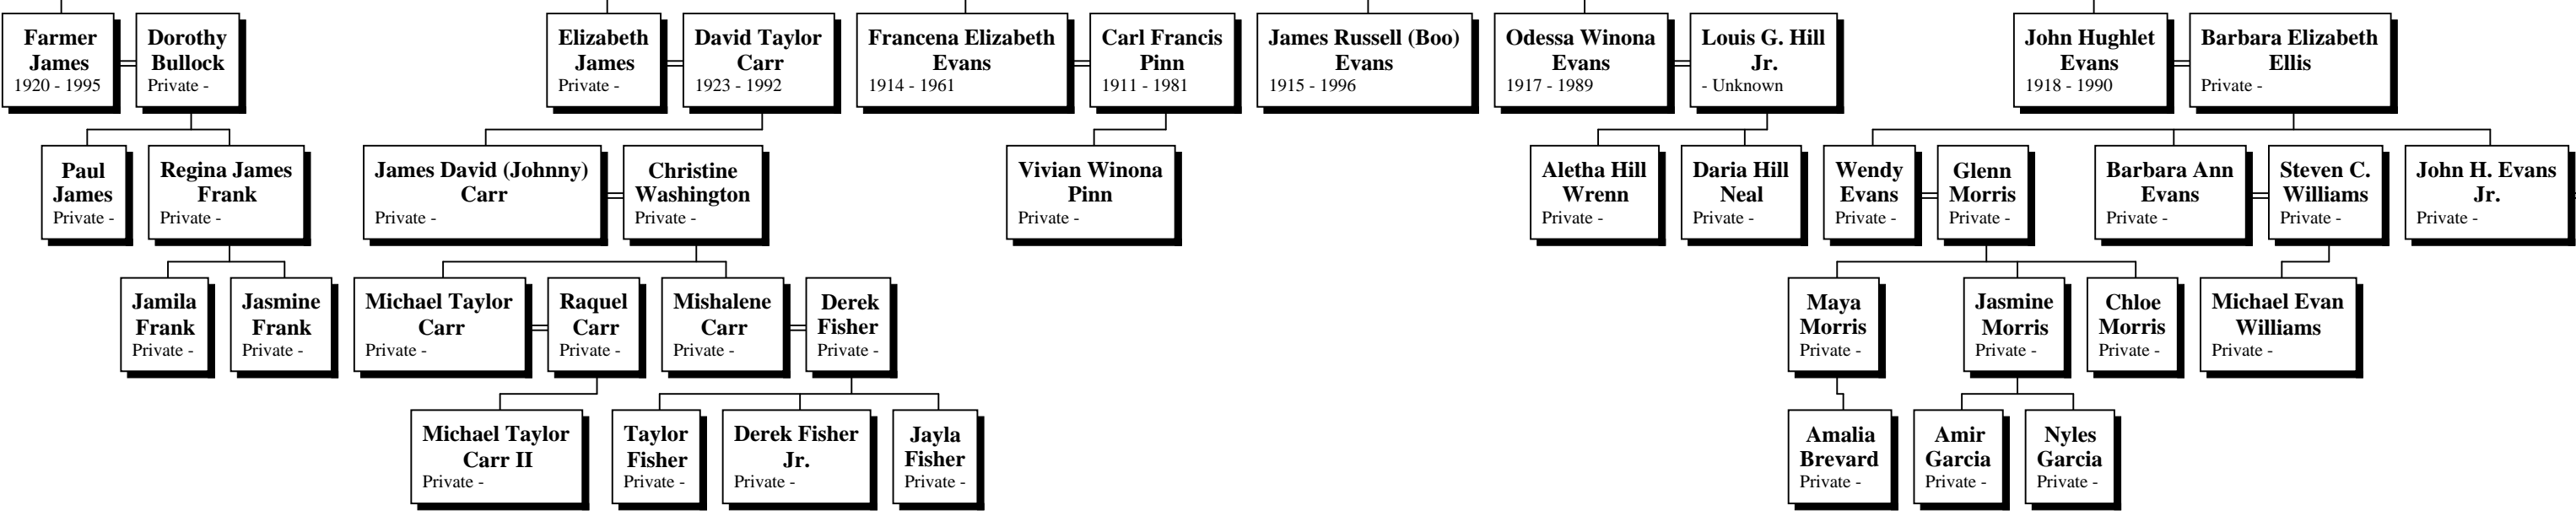 Farmer
James
1920 - 1995
Dorothy
Bullock
Private -
Elizabeth
James
Private -
David Taylor
Carr
1923 - 1992
Francena Elizabeth
Evans
1914 - 1961
Carl Francis
Pinn
1911 - 1981
James Russell (Boo)
Evans
1915 - 1996
Odessa Winona
Evans
1917 - 1989
Louis G. Hill
Jr.
- Unknown
John Hughlet
Evans
1918 - 1990
Barbara Elizabeth
Ellis
Private -
Paul
James
Private -
Regina James
Frank
Private -
James David (Johnny)
Carr
Private -
Christine
Washington
Private -
Vivian Winona
Pinn
Private -
Aletha Hill
Wrenn
Private -
Daria Hill
Neal
Private -
Wendy
Evans
Private -
Glenn
Morris
Private -
Barbara Ann
Evans
Private -
Steven C.
Williams
Private -
John H. Evans
Jr.
Private -
Jamila
Frank
Private -
Jasmine
Frank
Private -
Michael Taylor
Carr
Private -
Raquel
Carr
Private -
Mishalene
Carr
Private -
Derek
Fisher
Private -
Maya
Morris
Private -
Jasmine
Morris
Private -
Chloe
Morris
Private -
Michael Evan
Williams
Private -
Michael Taylor
Carr II
Private -
Taylor
Fisher
Private -
Derek Fisher
Jr.
Private -
Jayla
Fisher
Private -
Amalia
Brevard
Private -
Amir
Garcia
Private -
Nyles
Garcia
Private -